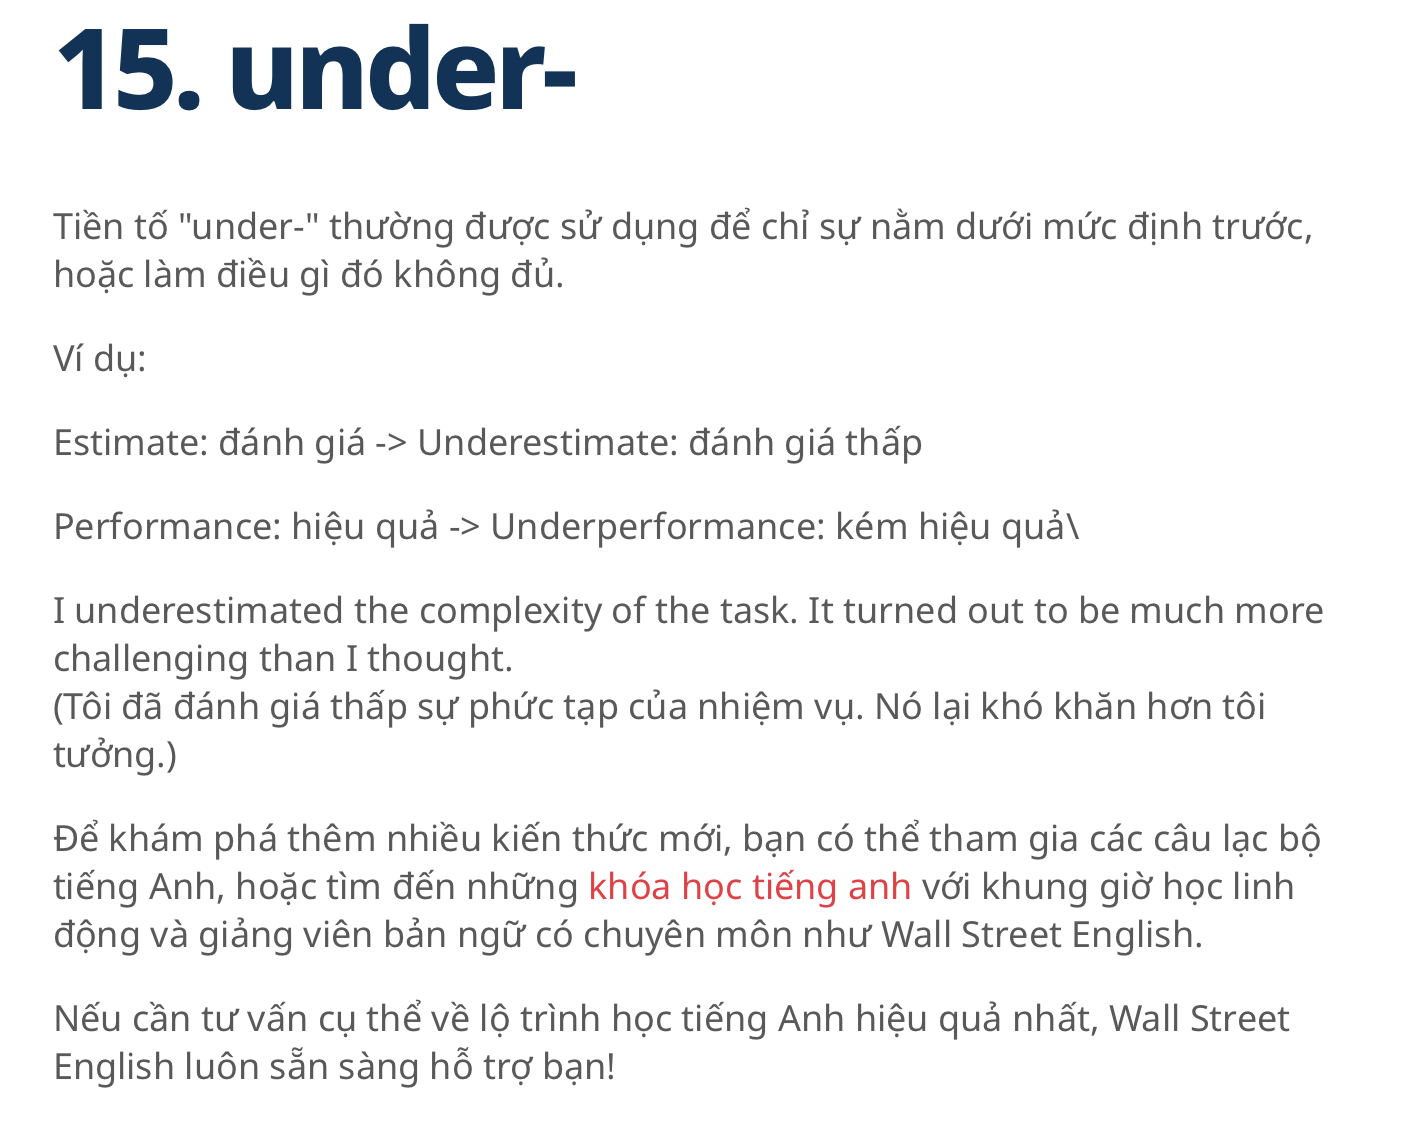 15. under-
Tiền tố "under-" thường được sử dụng để chỉ sự nằm dưới mức định trước,
hoặc làm điều gì đó không đủ.
Ví dụ:
Estimate: đánh giá -> Underestimate: đánh giá thấp
Performance: hiệu quả -> Underperformance: kém hiệu quả\
I underestimated the complexity of the task. It turned out to be much more
challenging than I thought.
(Tôi đã đánh giá thấp sự phức tạp của nhiệm vụ. Nó lại khó khăn hơn tôi
tưởng.)
Để khám phá thêm nhiều kiến thức mới, bạn có thể tham gia các câu lạc bộ
tiếng Anh, hoặc tìm đến những khóa học tiếng anh với khung giờ học linh
động và giảng viên bản ngữ có chuyên môn như Wall Street English.
Nếu cần tư vấn cụ thể về lộ trình học tiếng Anh hiệu quả nhất, Wall Street
English luôn sẵn sàng hỗ trợ bạn!